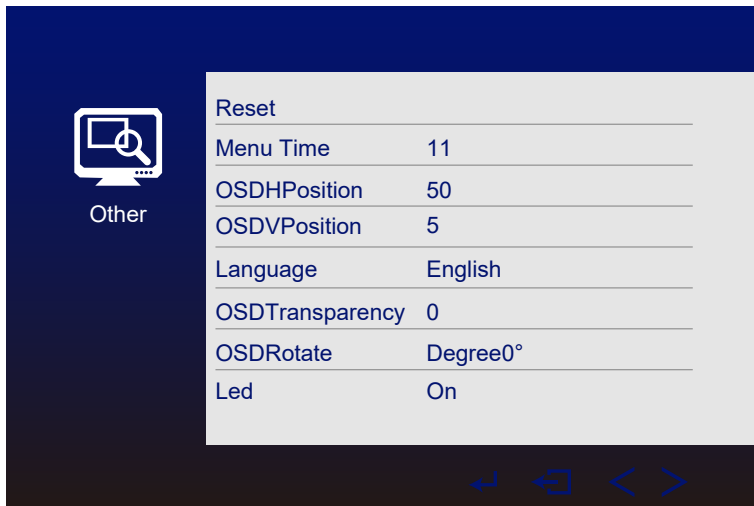 Other
Reset
Menu Time 11
OSDHPosition 50
OSDVPosition 5
Language English
OSDTransparency 0
OSDRotate Degree0°
Led On